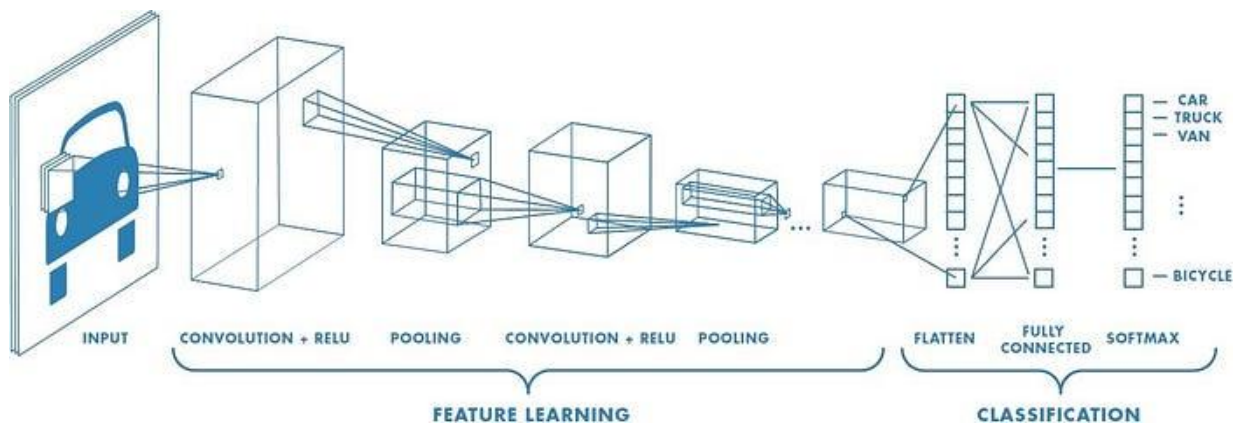 CAR
TRUCK
VAN
BICYCLE
INPUT
CONVOLUTION + RELU
POOLING
CONVOLUTION + RELU
POOLING
FLATTEN
FULLY
CONNECTED
SOFTMAX
FEATURE LEARNING
CLASSIFICATION